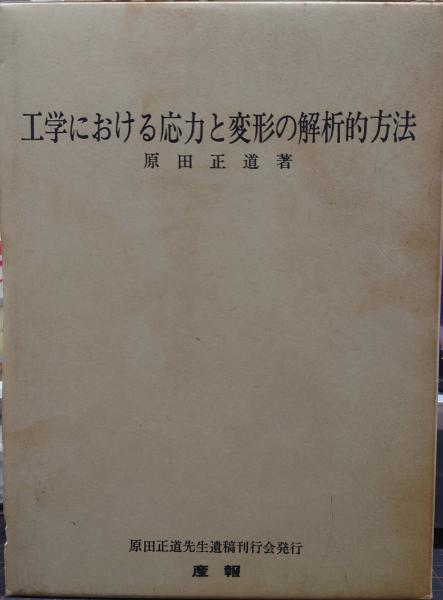 工学における応力と変形の解析的方法
原田正道著
原田正道先生遺稿刊行会発行
産報